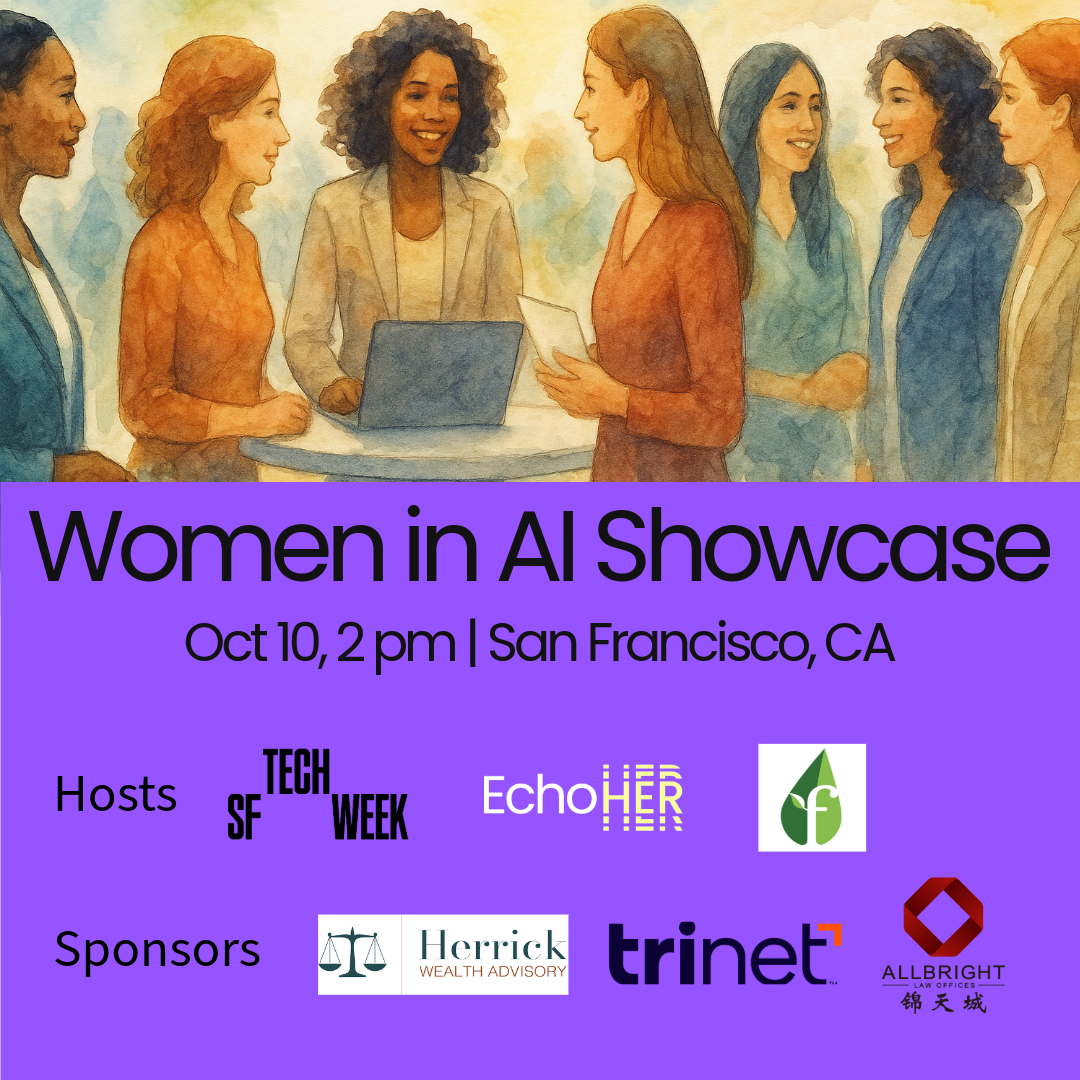 Women in AI Showcase
Oct 10, 2 pm | San Francisco, CA
Hosts
SF TECH WEEK
EchoHER
f
Sponsors
Herrick
WEALTH ADVISORY
trinet
ALLBRIGHT
LAW OFFICES
锦天城